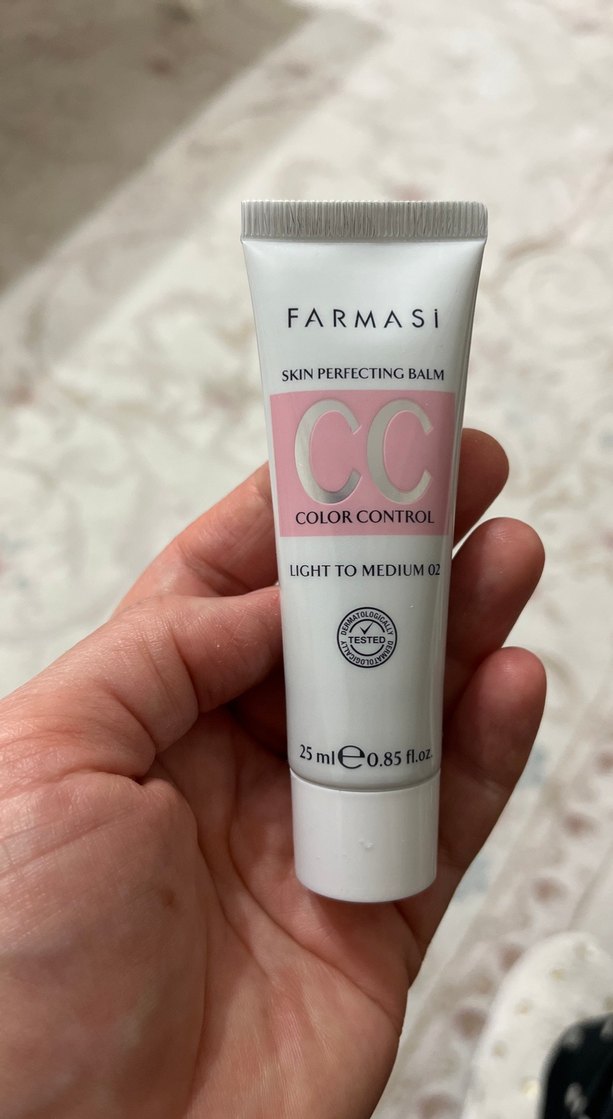 FARMASİ
SKIN PERFECTING BALM
CC
COLOR CONTROL
LIGHT TO MEDIUM 02
DERMATOLOGICALLY
TESTED
DERMATOLOGICALLY
25 ml ℮ 0.85 fl.oz.